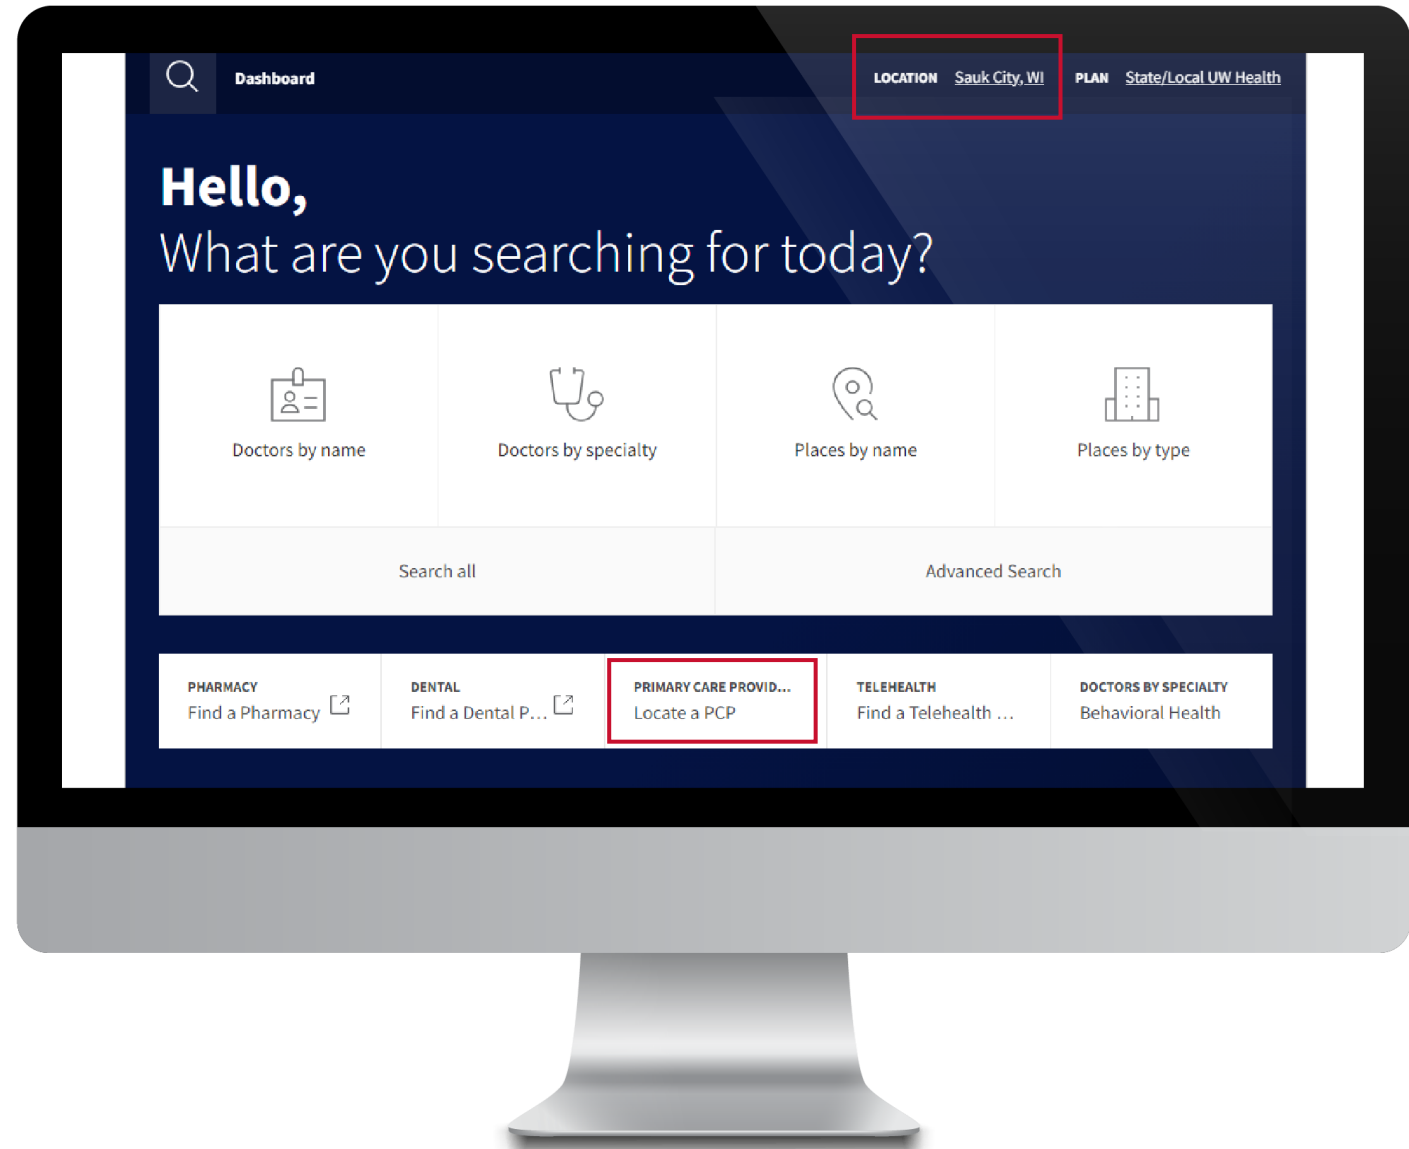 Dashboard
LOCATION Sauk City, WI PLAN State/Local UW Health
Hello,
What are you searching for today?
Doctors by name
Doctors by specialty
Places by name
Places by type
Search all
Advanced Search
PHARMACY
Find a Pharmacy
DENTAL
Find a Dental P...
PRIMARY CARE PROVID...
Locate a PCP
TELEHEALTH
Find a Telehealth ...
DOCTORS BY SPECIALTY
Behavioral Health